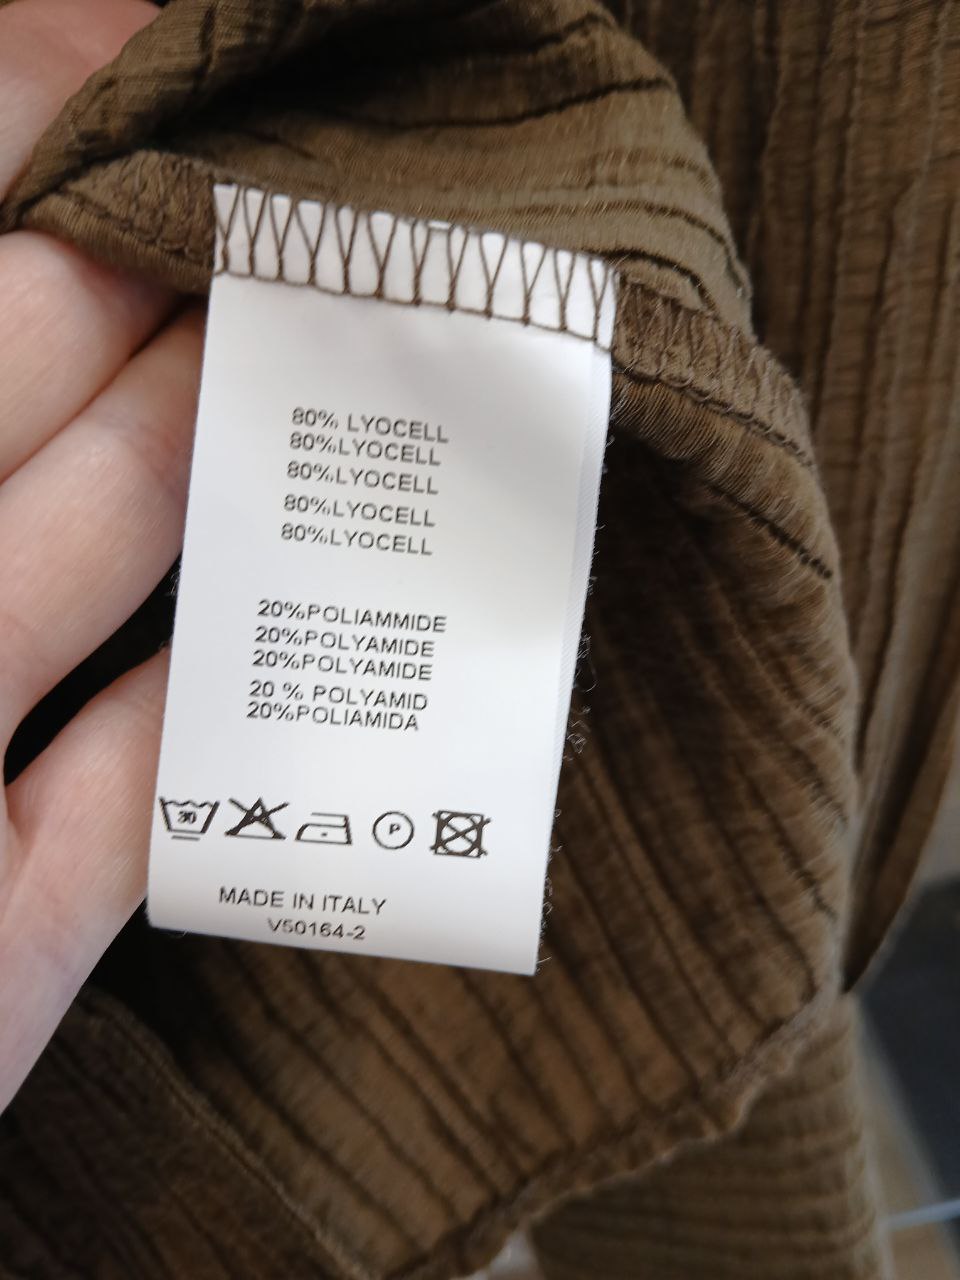 80% LYOCELL
80%LYOCELL
80%LYOCELL
80%LYOCELL
80%LYOCELL
20%POLIAMMIDE
20%POLYAMIDE
20%POLYAMIDE
20 % POLYAMID
20%POLIAMIDA
30
P
MADE IN ITALY
V50164-2